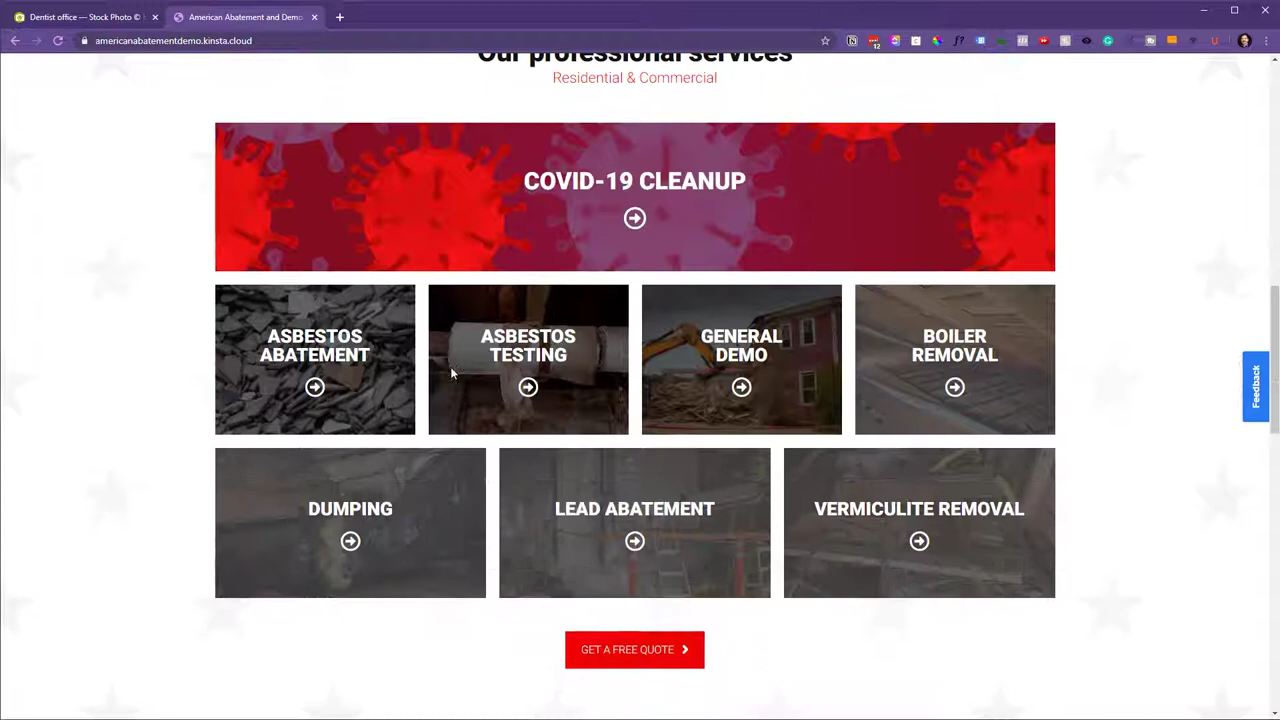 Dentist office — Stock Photo ©
American Abatement and Demo
americanabatementdemo.kinsta.cloud
12
f?
Our professional services
Residential & Commercial
COVID-19 CLEANUP
ASBESTOS
ABATEMENT
ASBESTOS
TESTING
GENERAL
DEMO
BOILER
REMOVAL
Feedback
DUMPING
LEAD ABATEMENT
VERMICULITE REMOVAL
GET A FREE QUOTE